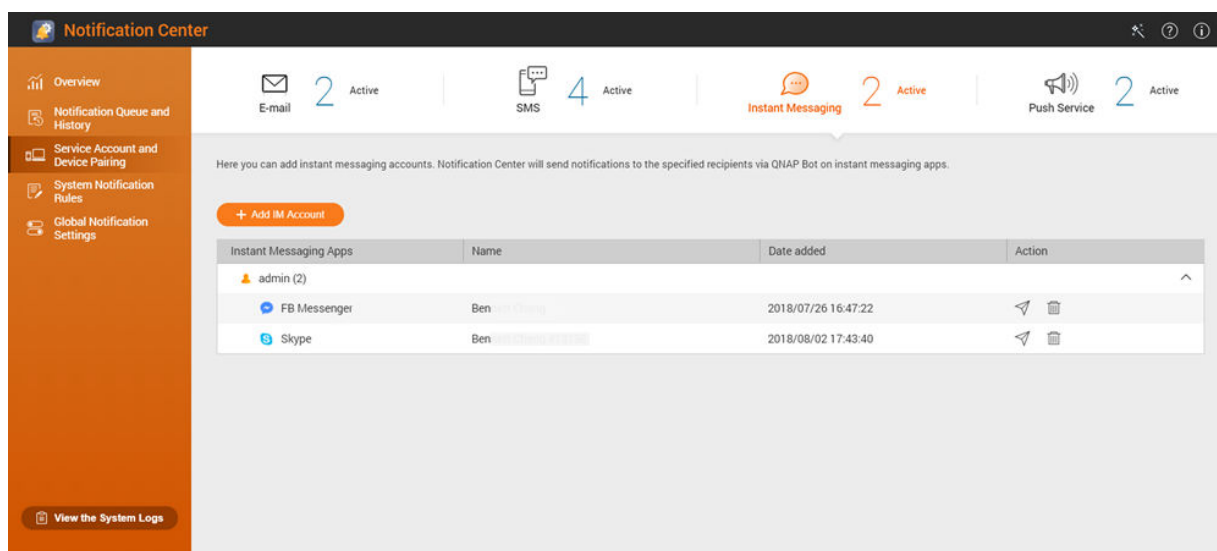 Notification Center
Overview
Notification Queue and
History
Service Account and
Device Pairing
System Notification
Rules
Global Notification
Settings
View the System Logs
E-mail 2 Active
SMS 4 Active
Instant Messaging 2 Active
Push Service 2 Active
Here you can add instant messaging accounts. Notification Center will send notifications to the specified recipients via QNAP Bot on instant messaging apps.
+ Add IM Account
Instant Messaging Apps Name Date added Action
admin (2)
FB Messenger Ben 2018/07/26 16:47:22
Skype Ben 2018/08/02 17:43:40